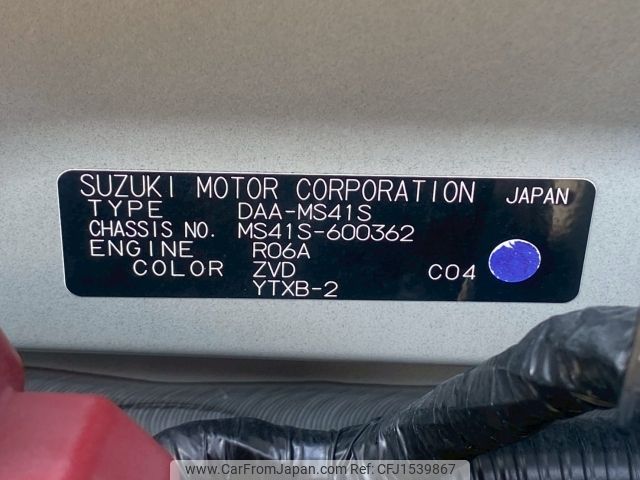 SUZUKI MOTOR CORPORATION JAPAN
TYPE DAA-MS41S
CHASSIS NO. MS41S-600362
ENGINE R06A
COLOR ZVD C04
YTXB-2
www.CarFromJapan.com Ref.No CFJ1539867